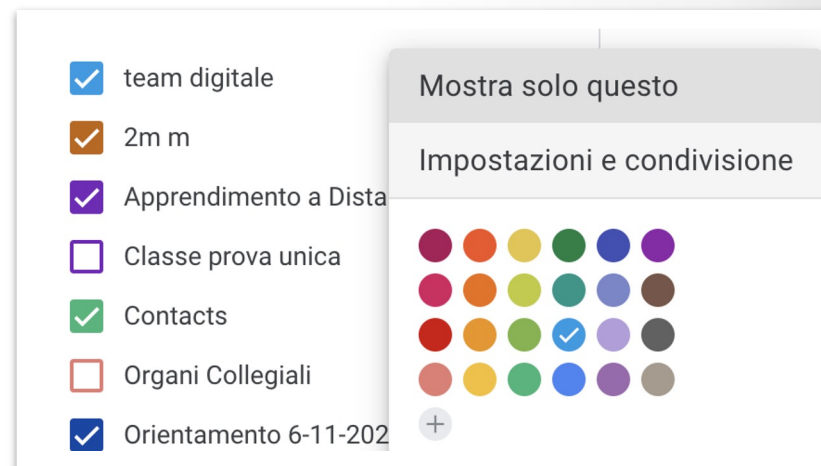 team digitale
2m m
Apprendimento a Dista
Classe prova unica
Contacts
Organi Collegiali
Orientamento 6-11-202
Mostra solo questo
Impostazioni e condivisione